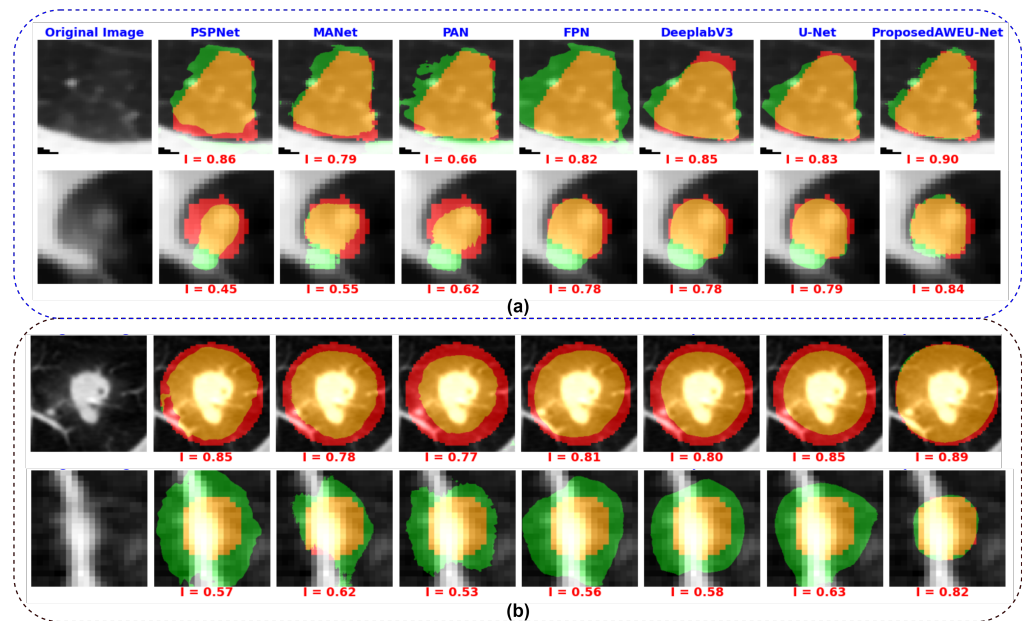 Original Image PSPNet MANet PAN FPN DeeplabV3 U-Net ProposedAWEU-Net
I = 0.86 I = 0.79 I = 0.66 I = 0.82 I = 0.85 I = 0.83 I = 0.90
I = 0.45 I = 0.55 I = 0.62 I = 0.78 I = 0.78 I = 0.79 I = 0.84
(a)
I = 0.85 I = 0.78 I = 0.77 I = 0.81 I = 0.80 I = 0.85 I = 0.89
I = 0.57 I = 0.62 I = 0.53 I = 0.56 I = 0.58 I = 0.63 I = 0.82
(b)